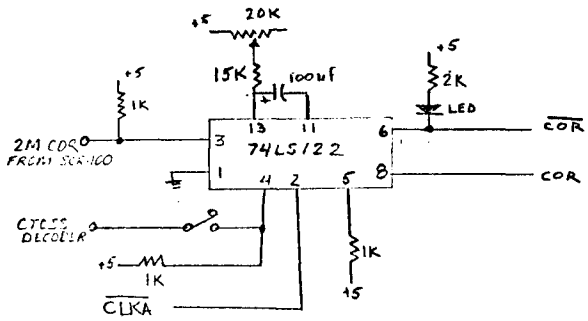 20K
+5
+5
15K
100uF
+5
1K
2K
LED
13
11
2M COR
FROM SCR-100
3
74LS122
6
COR
1
8
COR
4
2
5
CTCSS
DECODER
+5
1K
1K
+5
CLKA